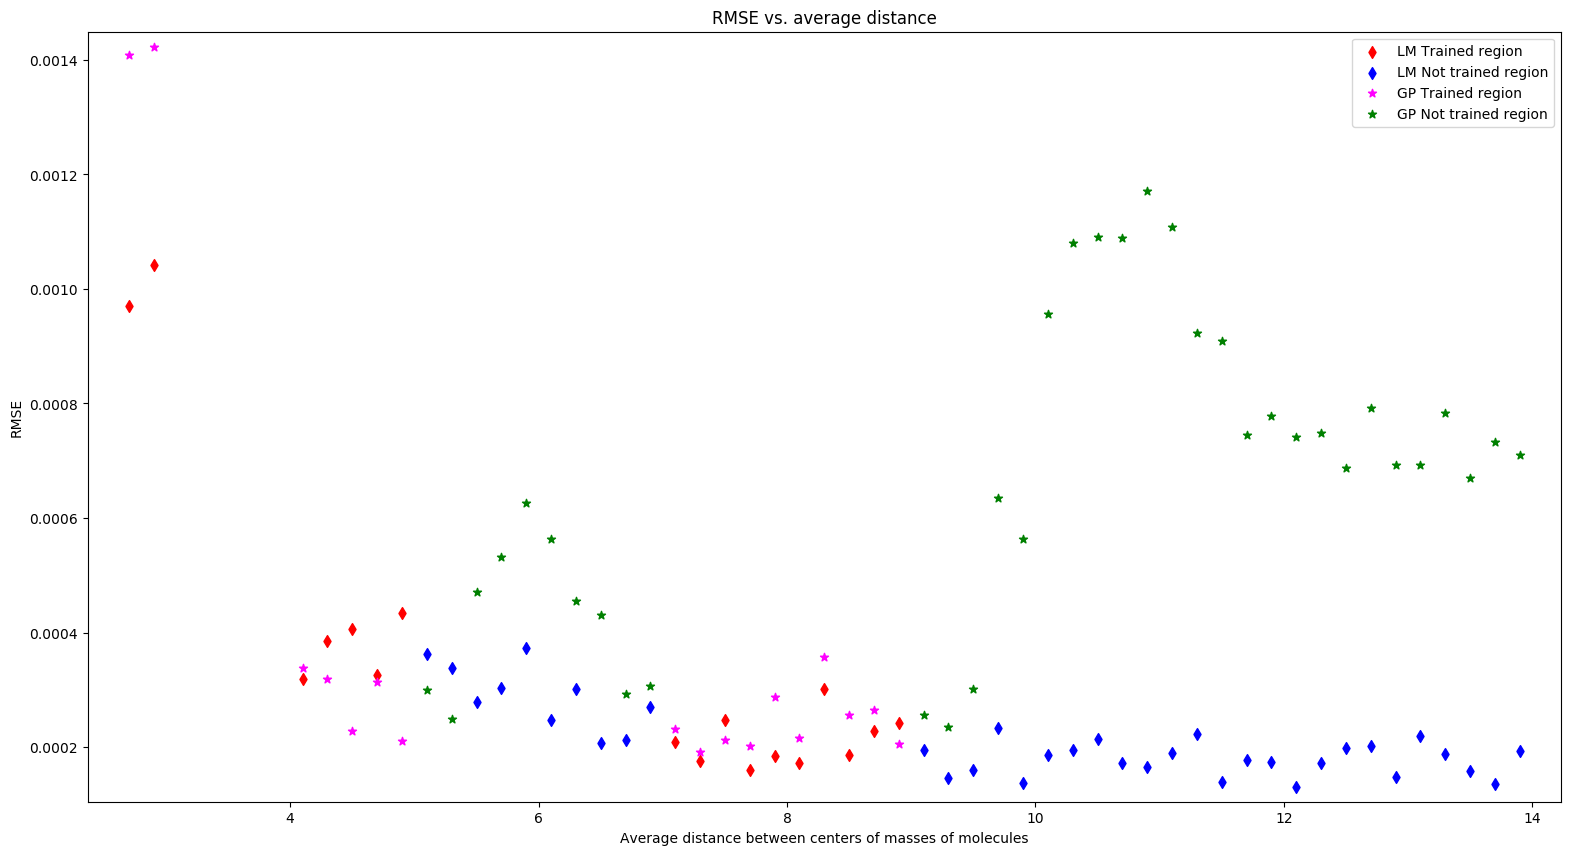 RMSE vs. average distance
LM Trained region
LM Not trained region
GP Trained region
GP Not trained region
0.0014
0.0012
0.0010
0.0008
0.0006
0.0004
0.0002
RMSE
4
6
8
10
12
14
Average distance between centers of masses of molecules